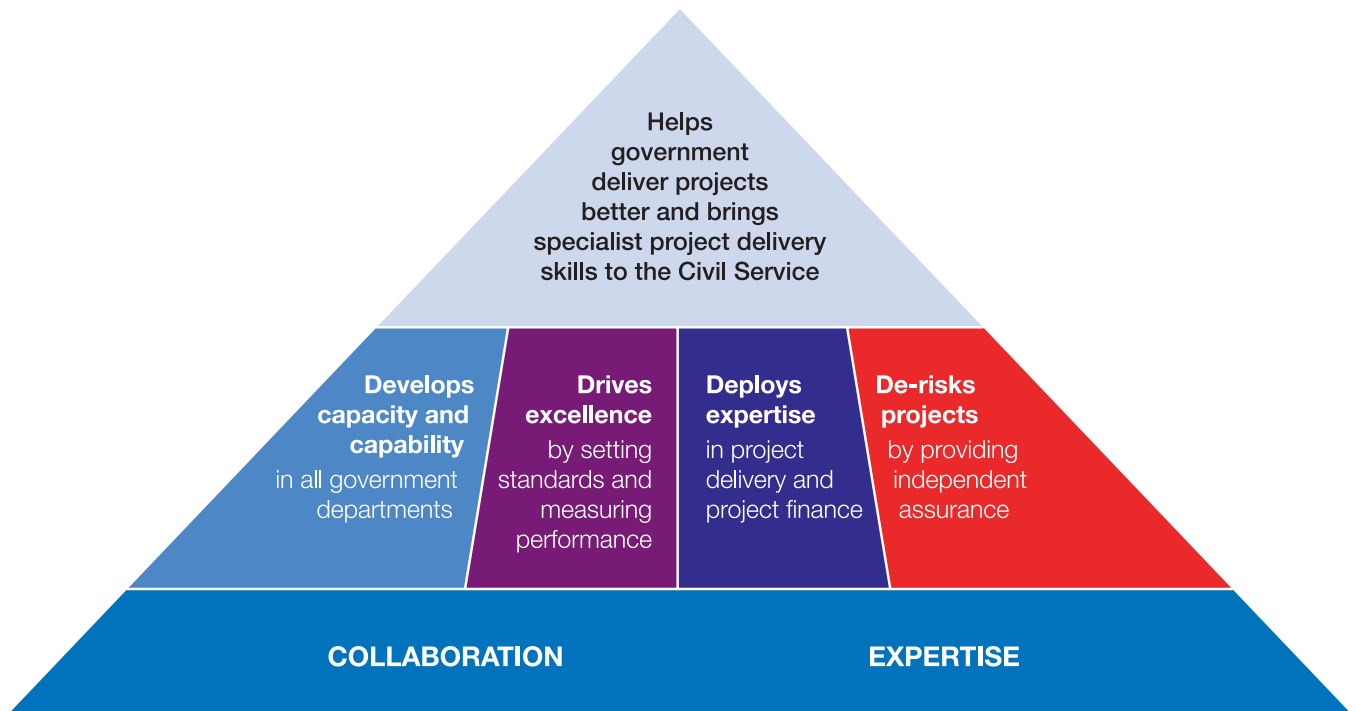 Helps
government
deliver projects
better and brings
specialist project delivery
skills to the Civil Service
Develops
capacity and
capability
in all government
departments
Drives
excellence
by setting
standards and
measuring
performance
Deploys
expertise
in project
delivery and
project finance
De-risks
projects
by providing
independent
assurance
COLLABORATION
EXPERTISE